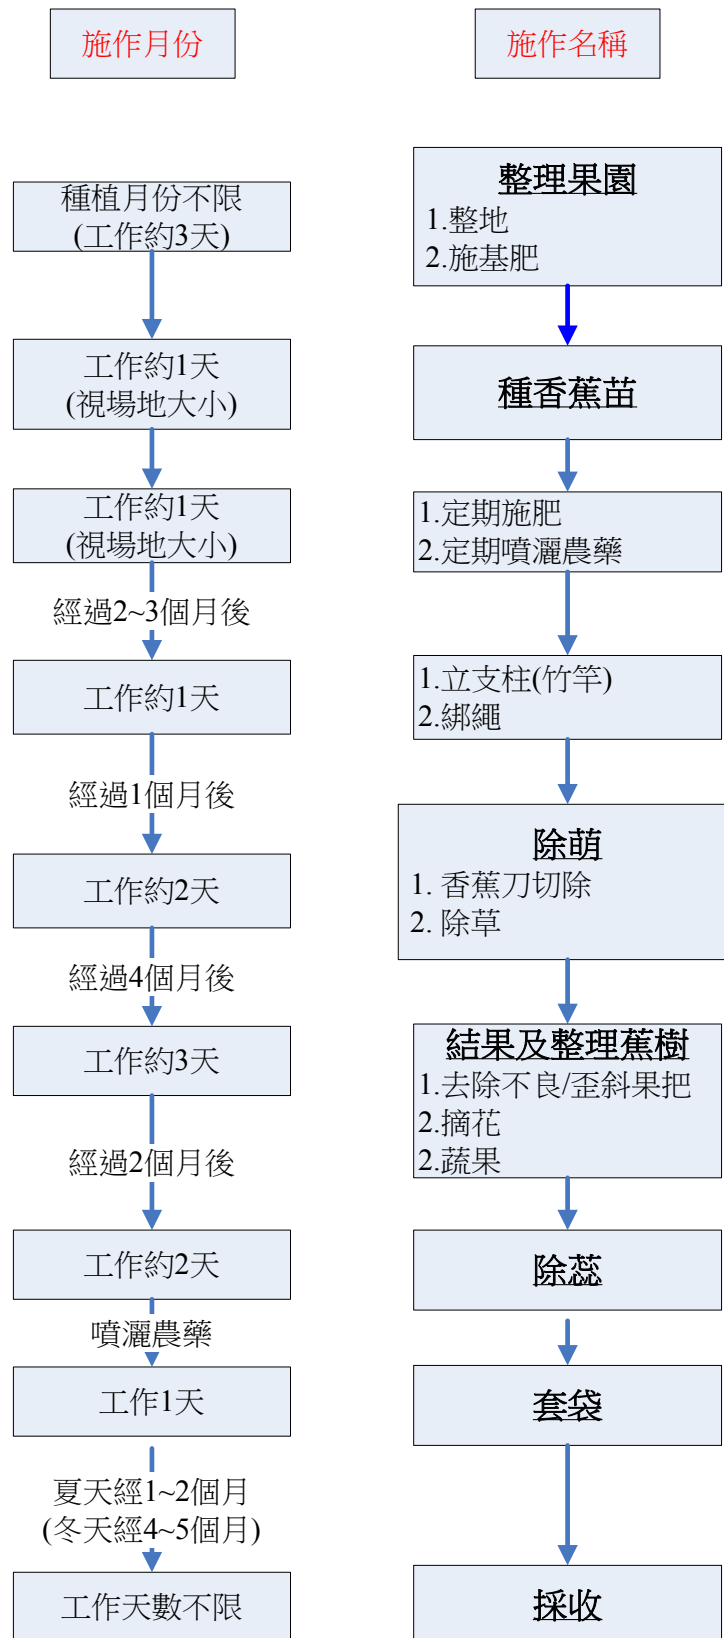 施作月份
施作名稱
種植月份不限
(工作約3天)
整理果園
1.整地
2.施基肥
工作約1天
(視場地大小)
種香蕉苗
工作約1天
(視場地大小)
1.定期施肥
2.定期噴灑農藥
經過2~3個月後
工作約1天
1.立支柱(竹竿)
2.綁繩
經過1個月後
工作約2天
除萌
1. 香蕉刀切除
2. 除草
經過4個月後
工作約3天
結果及整理蕉樹
1.去除不良/歪斜果把
2.摘花
2.蔬果
經過2個月後
工作約2天
除蕊
噴灑農藥
工作1天
套袋
夏天經1~2個月
(冬天經4~5個月)
工作天數不限
採收